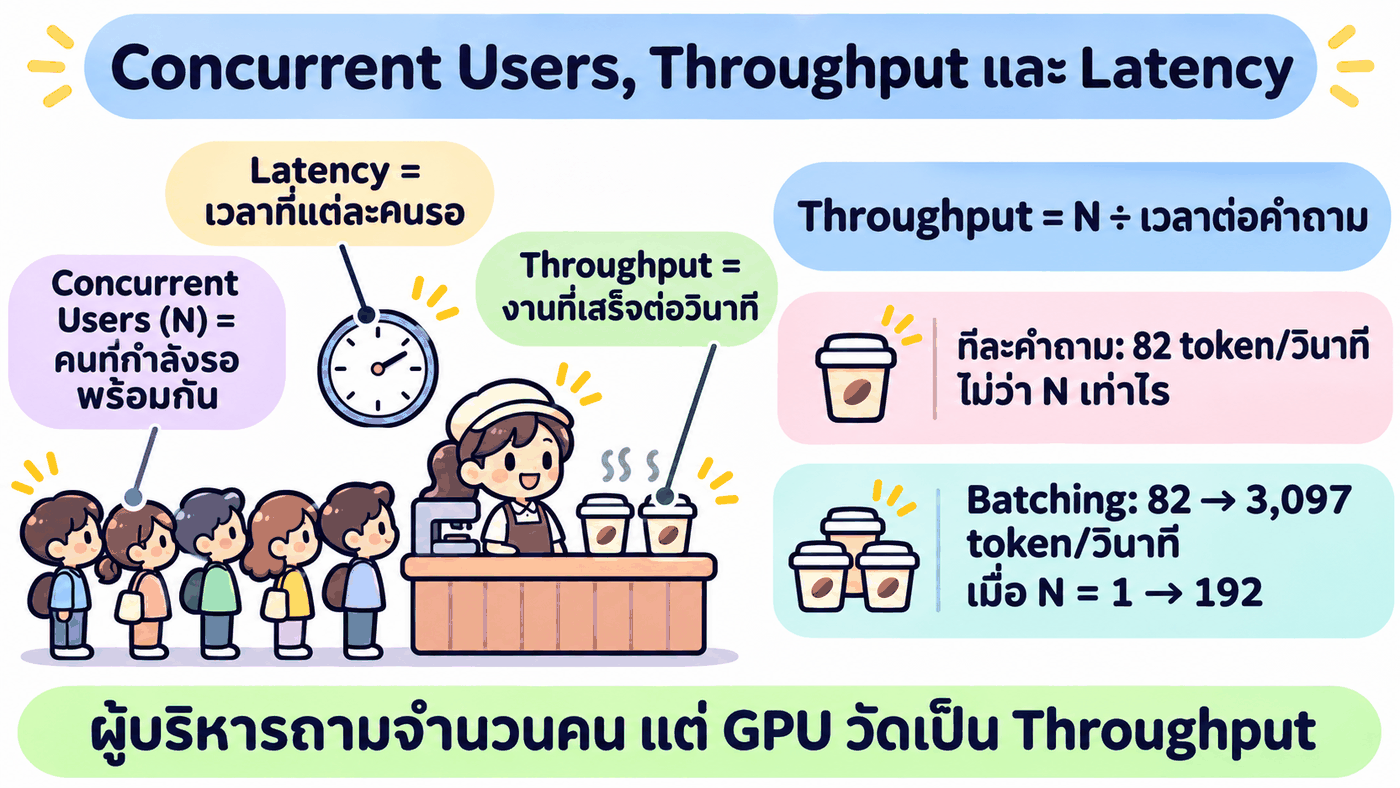 Concurrent Users, Throughput และ Latency
Latency =
เวลาที่แต่ละคนรอ
Concurrent
Users (N) =
คนที่กำลังรอ
พร้อมกัน
Throughput =
งานที่เสร็จต่อวินาที
Throughput = N ÷ เวลาต่อคำถาม
ทีละคำถาม: 82 token/วินาที
ไม่ว่า N เท่าไร
Batching: 82 → 3,097
token/วินาที
เมื่อ N = 1 → 192
ผู้บริหารถามจำนวนคน แต่ GPU วัดเป็น Throughput